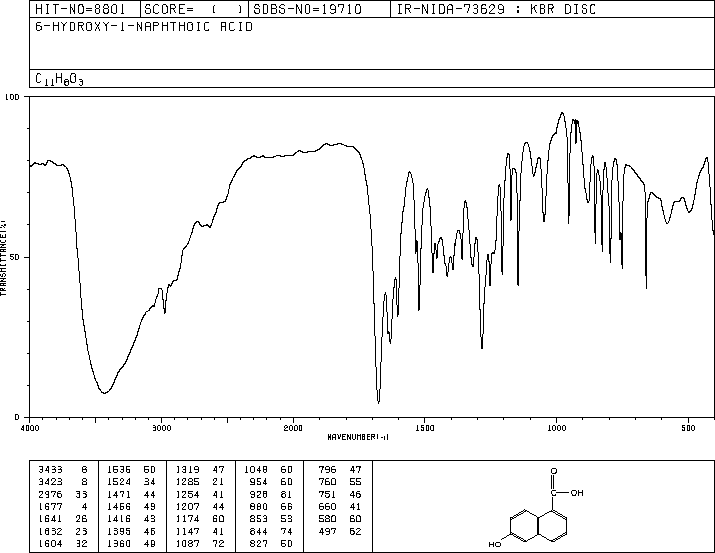 HIT-NO=8801 SCORE= ( ) SDBS-NO=19710 IR-NIDA-73629 : KBR DISC
6-HYDROXY-1-NAPHTHOIC ACID
C11H8O3
100
50
0
TRANSMITTANCE(%)
4000 3000 2000 1500 1000 500
WAVENUMBER(-1)
3433 8 1536 50 1319 47 1048 60 796 47
3423 8 1524 34 1285 21 954 60 760 55
2976 33 1471 44 1254 41 928 81 751 46
1677 4 1456 49 1207 44 880 66 660 41
1641 26 1416 43 1174 60 853 53 580 60
1632 23 1395 46 1147 41 844 74 497 62
1604 32 1360 49 1087 72 827 50
O
C
OH
HO